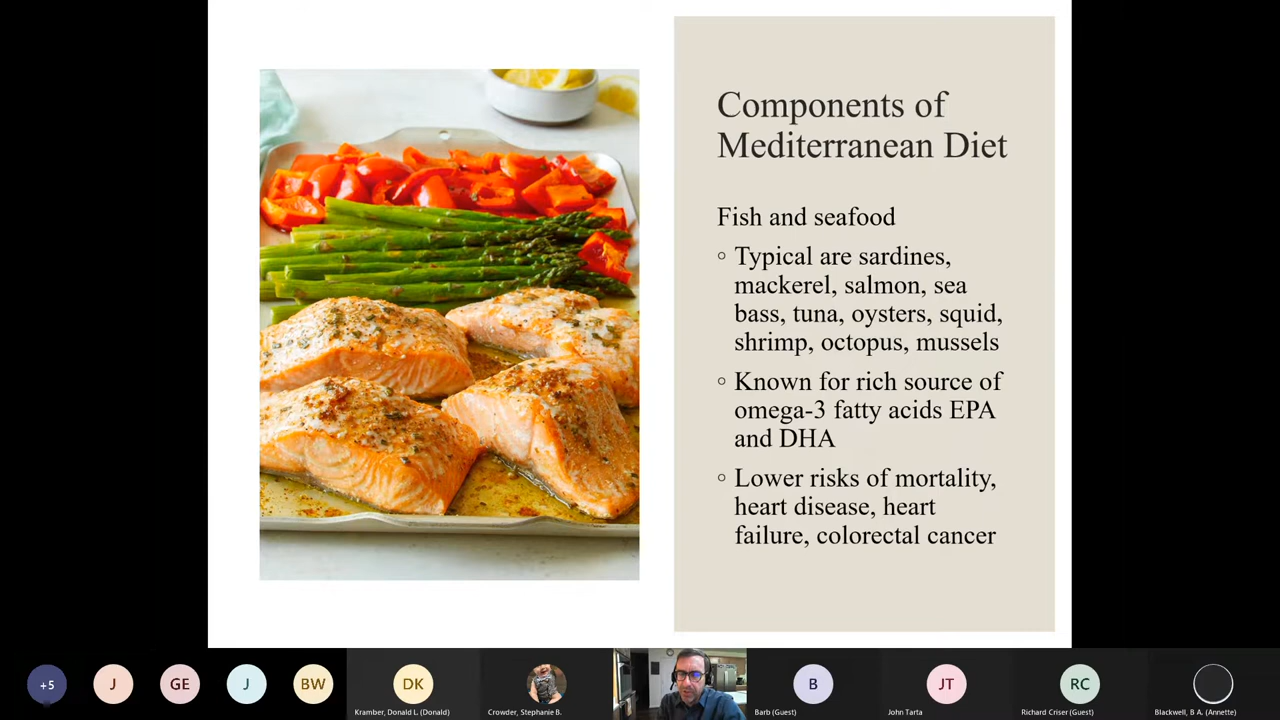 Components of
Mediterranean Diet
Fish and seafood
◦ Typical are sardines,
mackerel, salmon, sea
bass, tuna, oysters, squid,
shrimp, octopus, mussels
◦ Known for rich source of
omega-3 fatty acids EPA
and DHA
◦ Lower risks of mortality,
heart disease, heart
failure, colorectal cancer
+5
J
GE
J
BW
DK
B
JT
RC
Kramber, Donald L. (Donald)
Crowder, Stephanie B.
Barb (Guest)
John Tarta
Richard Criser (Guest)
Blackwell, B A. (Annette)